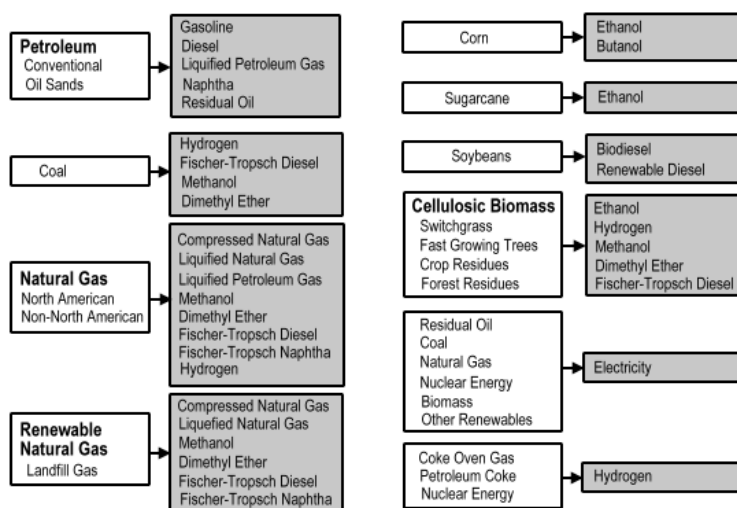 Petroleum
Conventional
Oil Sands
Gasoline
Diesel
Liquified Petroleum Gas
Naphtha
Residual Oil
Coal
Hydrogen
Fischer-Tropsch Diesel
Methanol
Dimethyl Ether
Natural Gas
North American
Non-North American
Compressed Natural Gas
Liquified Natural Gas
Liquified Petroleum Gas
Methanol
Dimethyl Ether
Fischer-Tropsch Diesel
Fischer-Tropsch Naphtha
Hydrogen
Renewable
Natural Gas
Landfill Gas
Compressed Natural Gas
Liquefied Natural Gas
Methanol
Dimethyl Ether
Fischer-Tropsch Diesel
Fischer-Tropsch Naphtha
Corn
Ethanol
Butanol
Sugarcane
Ethanol
Soybeans
Biodiesel
Renewable Diesel
Cellulosic Biomass
Switchgrass
Fast Growing Trees
Crop Residues
Forest Residues
Ethanol
Hydrogen
Methanol
Dimethyl Ether
Fischer-Tropsch Diesel
Residual Oil
Coal
Natural Gas
Nuclear Energy
Biomass
Other Renewables
Electricity
Coke Oven Gas
Petroleum Coke
Nuclear Energy
Hydrogen